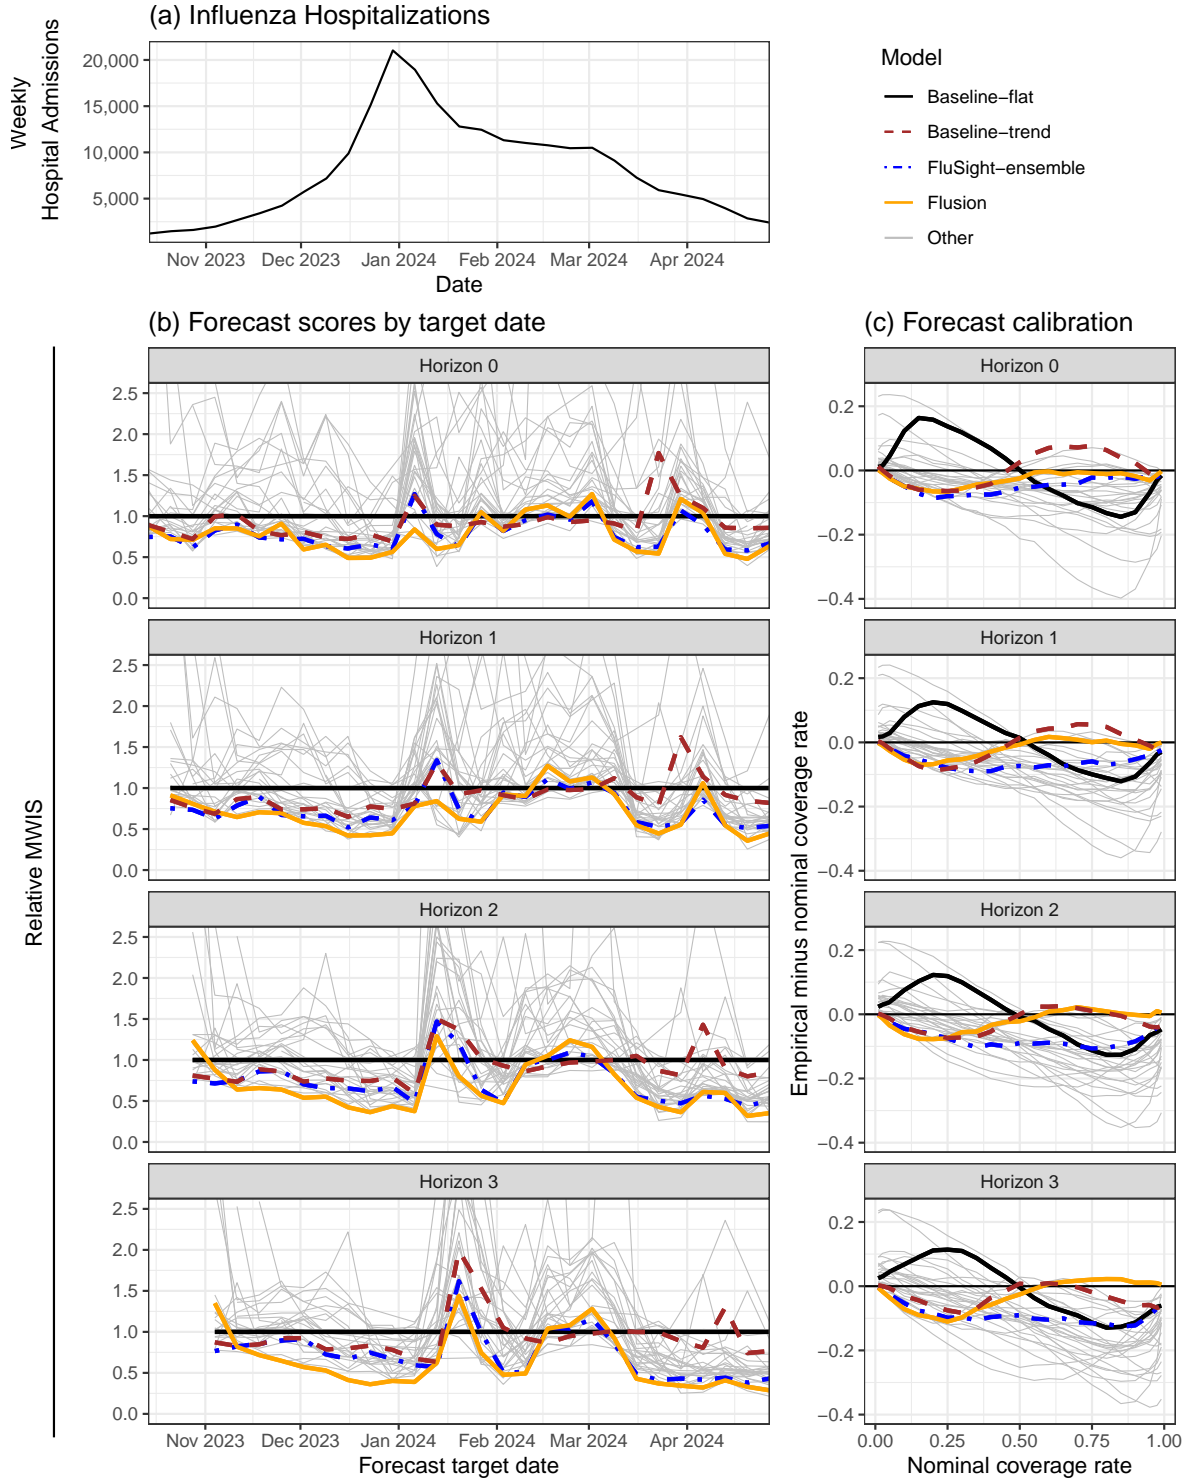 (a) Influenza Hospitalizations
Weekly
Hospital Admissions
20,000
15,000
10,000
5,000
Nov 2023 Dec 2023 Jan 2024 Feb 2024 Mar 2024 Apr 2024
Date
Model
Baseline−flat
Baseline−trend
FluSight−ensemble
Flusion
Other
(b) Forecast scores by target date
Relative MWIS
Horizon 0
2.5
2.0
1.5
1.0
0.5
0.0
Horizon 1
2.5
2.0
1.5
1.0
0.5
0.0
Horizon 2
2.5
2.0
1.5
1.0
0.5
0.0
Horizon 3
2.5
2.0
1.5
1.0
0.5
0.0
Nov 2023 Dec 2023 Jan 2024 Feb 2024 Mar 2024 Apr 2024
Forecast target date
(c) Forecast calibration
Empirical minus nominal coverage rate
Horizon 0
0.2
0.0
−0.2
−0.4
Horizon 1
0.2
0.0
−0.2
−0.4
Horizon 2
0.2
0.0
−0.2
−0.4
Horizon 3
0.2
0.0
−0.2
−0.4
0.00 0.25 0.50 0.75 1.00
Nominal coverage rate